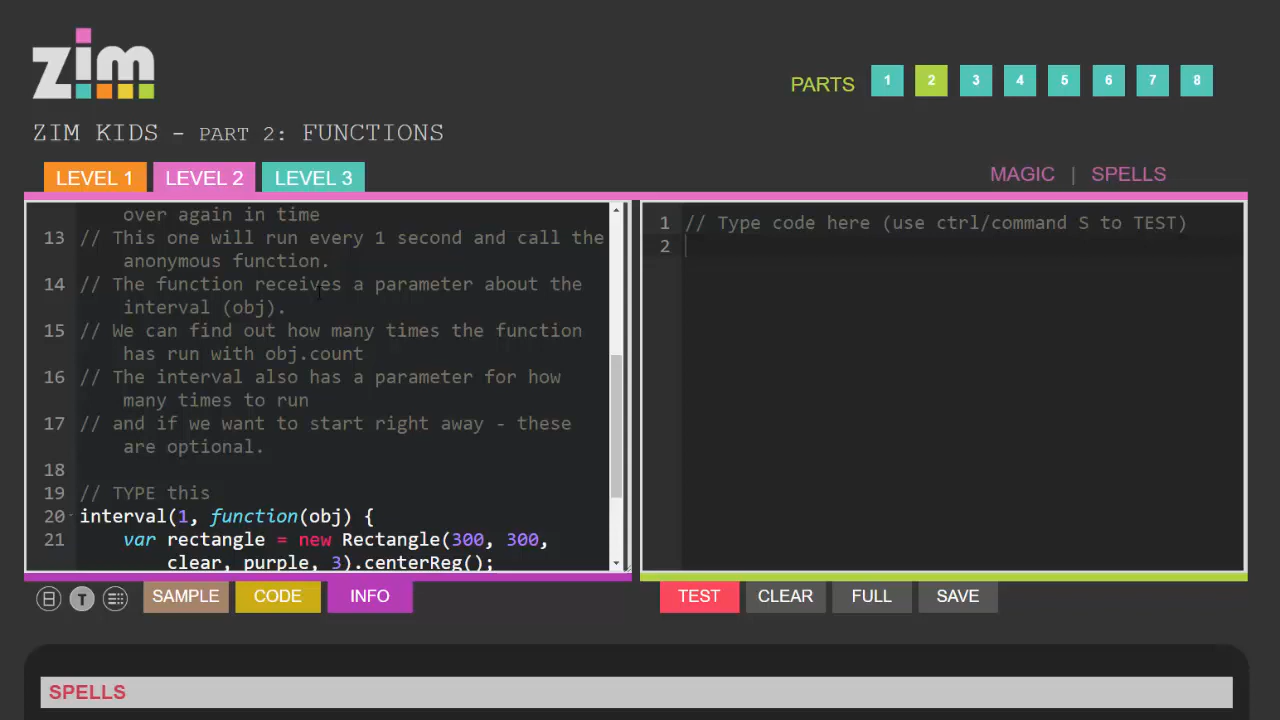 zim
PARTS 1 2 3 4 5 6 7 8
ZIM KIDS - PART 2: FUNCTIONS
LEVEL 1 LEVEL 2 LEVEL 3
MAGIC | SPELLS
over again in time
13 // This one will run every 1 second and call the
anonymous function.
14 // The function receives a parameter about the
interval (obj).
15 // We can find out how many times the function
has run with obj.count
16 // The interval also has a parameter for how
many times to run
17 // and if we want to start right away - these
are optional.
18
19 // TYPE this
20 interval(1, function(obj) {
21 var rectangle = new Rectangle(300, 300,
clear, purple, 3).centerReg();
1 // Type code here (use ctrl/command S to TEST)
2
T SAMPLE CODE INFO
TEST CLEAR FULL SAVE
SPELLS